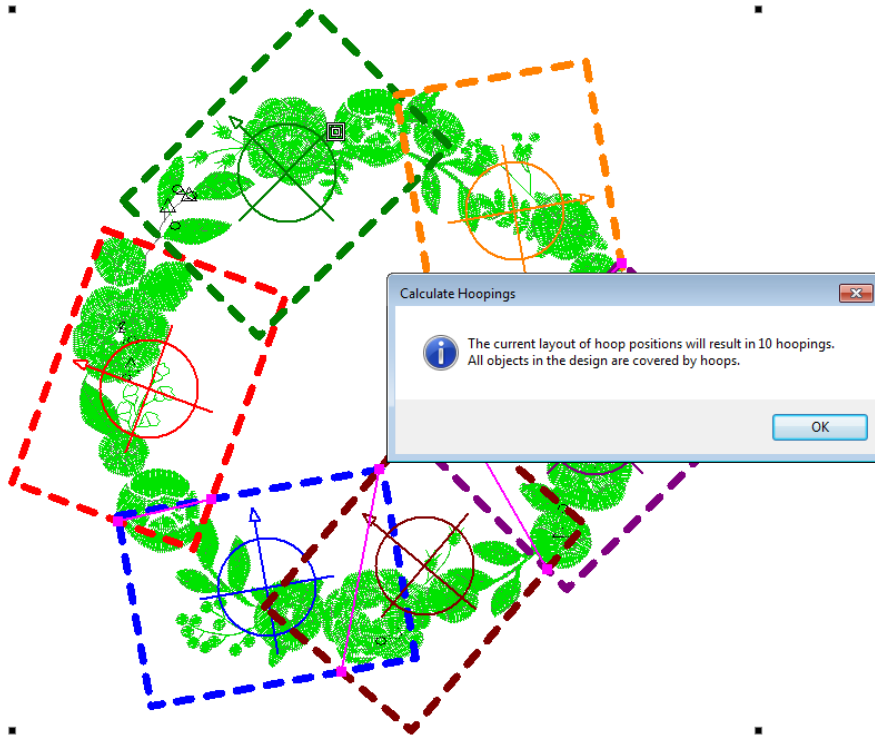 Calculate Hoopings
The current layout of hoop positions will result in 10 hoopings.
All objects in the design are covered by hoops.
OK